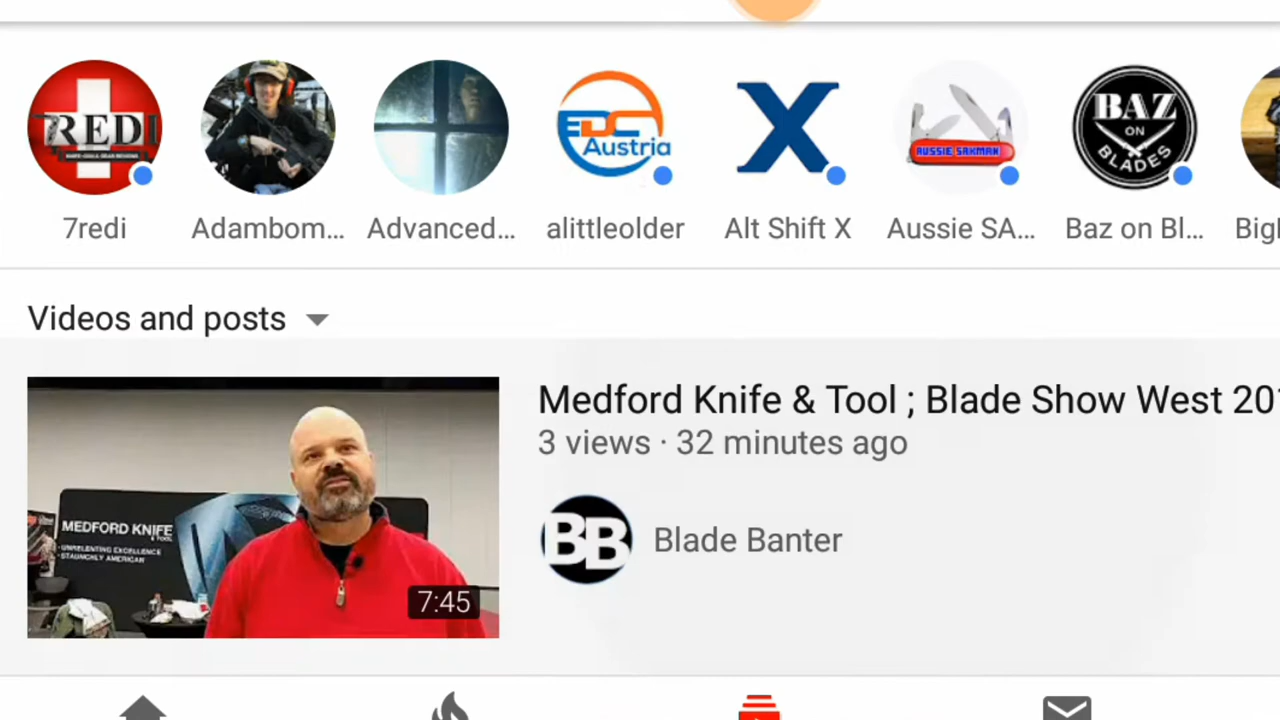 REDI
EDC
Austria
X
AUSSIE SAKMAN
BAZ
ON
BLADES
7redi
Adambom...
Advanced...
alittleolder
Alt Shift X
Aussie SA...
Baz on Bl...
Big
Videos and posts
Medford Knife & Tool ; Blade Show West 20
3 views · 32 minutes ago
MEDFORD KNIFE
& TOOL
UNRELENTING EXCELLENCE
STAUNCHLY AMERICAN
BB
Blade Banter
7:45